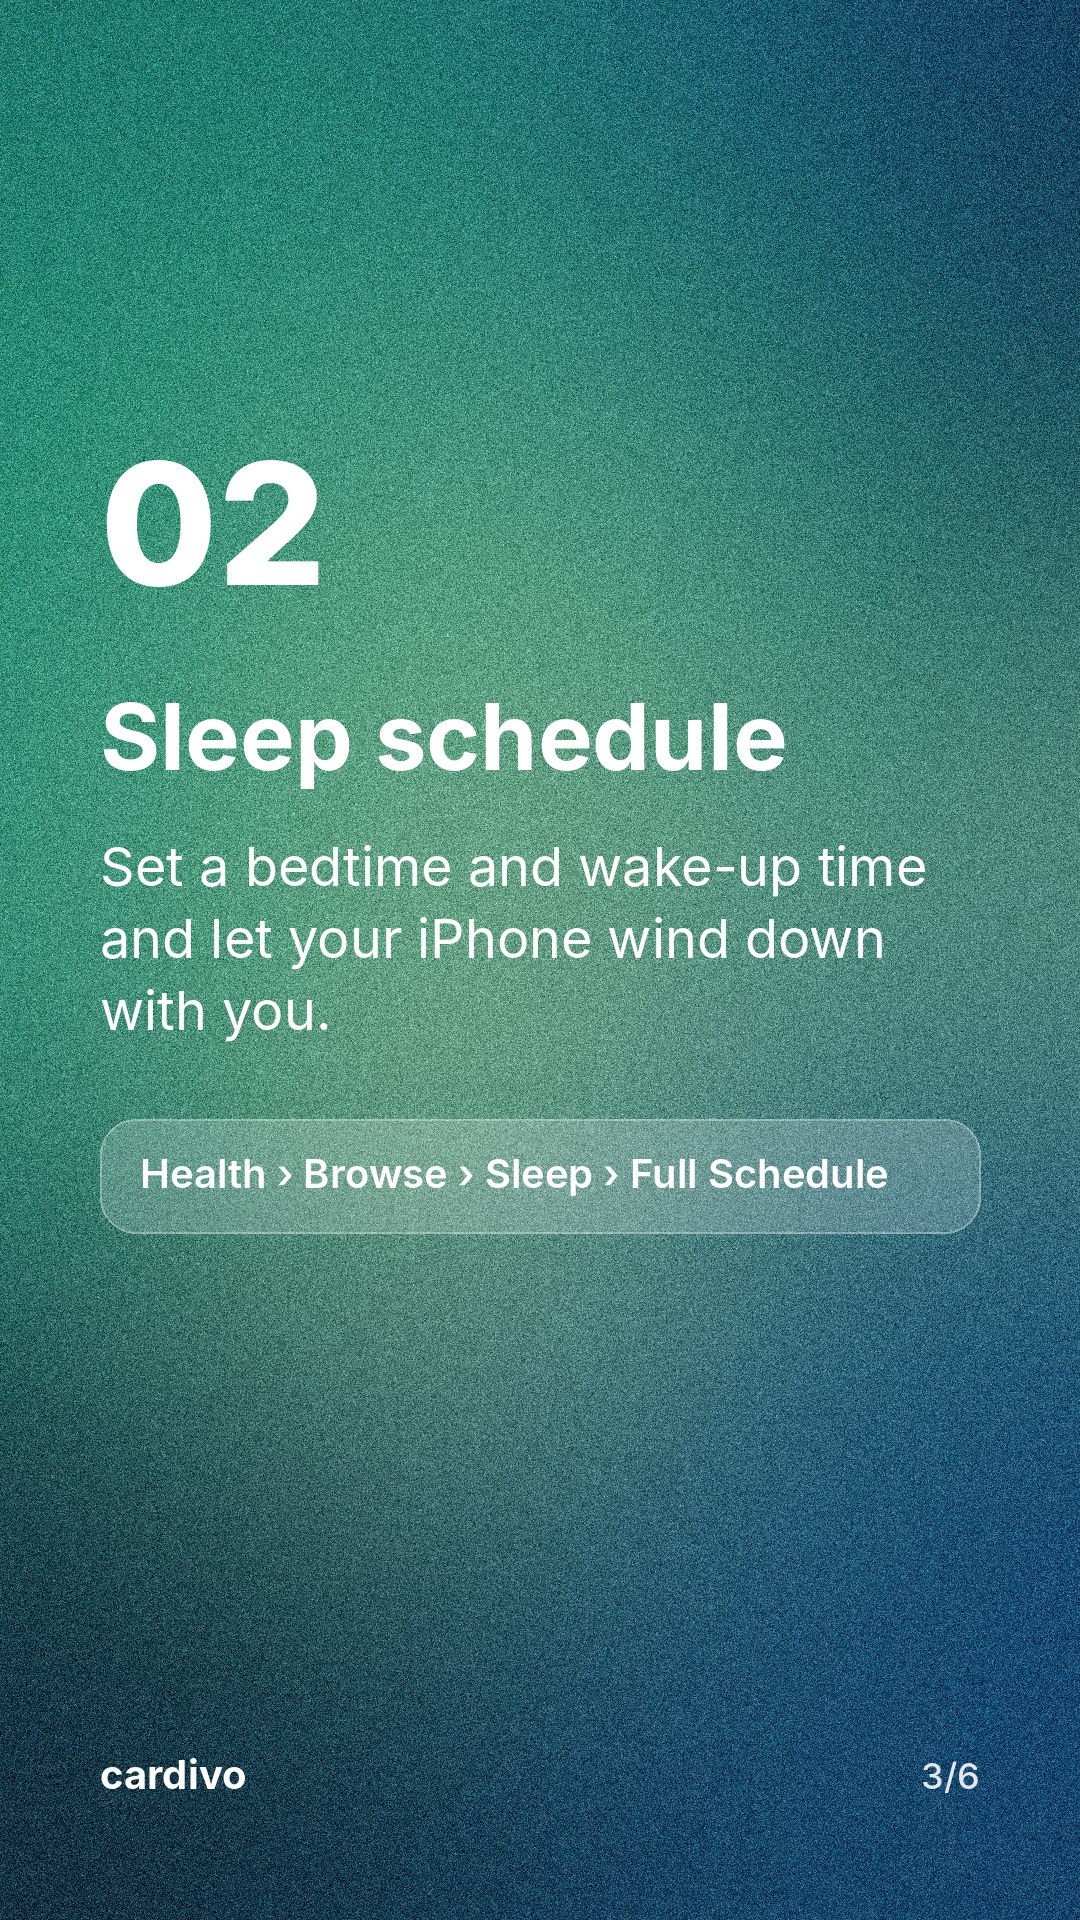 02
Sleep schedule
Set a bedtime and wake-up time
and let your iPhone wind down
with you.
Health › Browse › Sleep › Full Schedule
cardivo
3/6